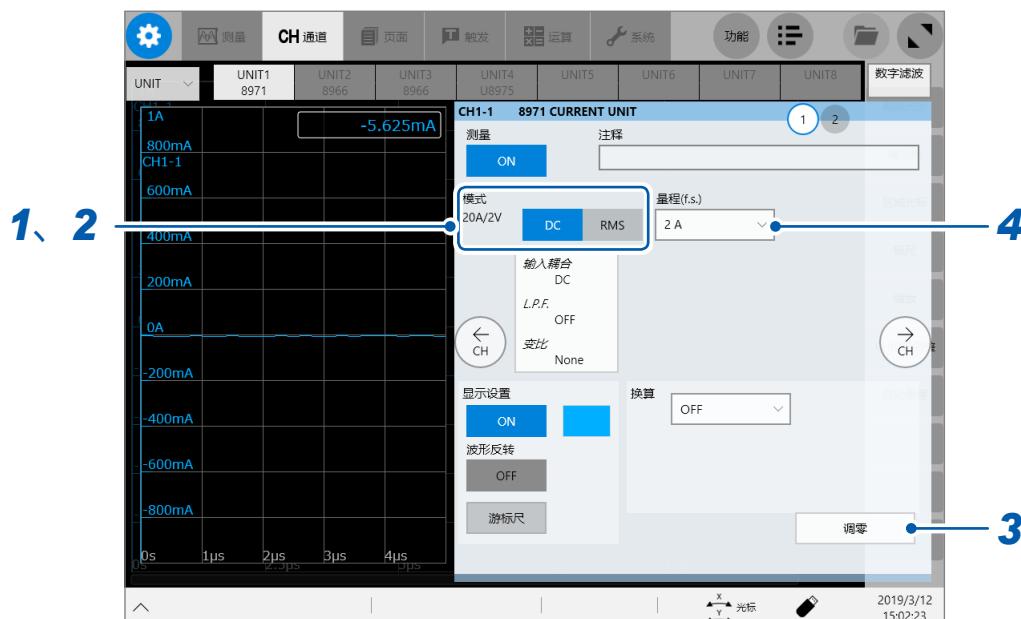 测量 CH 通道 页面 触发 运算 系统 功能
UNIT UNIT1 UNIT2 UNIT3 UNIT4 UNIT5 UNIT6 UNIT7 UNIT8 数字滤波
8971 8966 8966 U8975
1A
-5.625mA
800mA
CH1-1
600mA
400mA
200mA
0A
-200mA
-400mA
-600mA
-800mA
0s 1µs 2µs 3µs 4µs
0s 2.5µs 5µs
CH1-1 8971 CURRENT UNIT 1 2
测量 注释
ON
模式 量程(f.s.)
20A/2V DC RMS 2 A
1、2
4
输入耦合
DC
L.P.F.
OFF
变比
None
← CH
→ CH
显示设置 换算
ON OFF
波形反转
OFF
游标尺
调零
3
X
Y 光标
2019/3/12
15:02:23